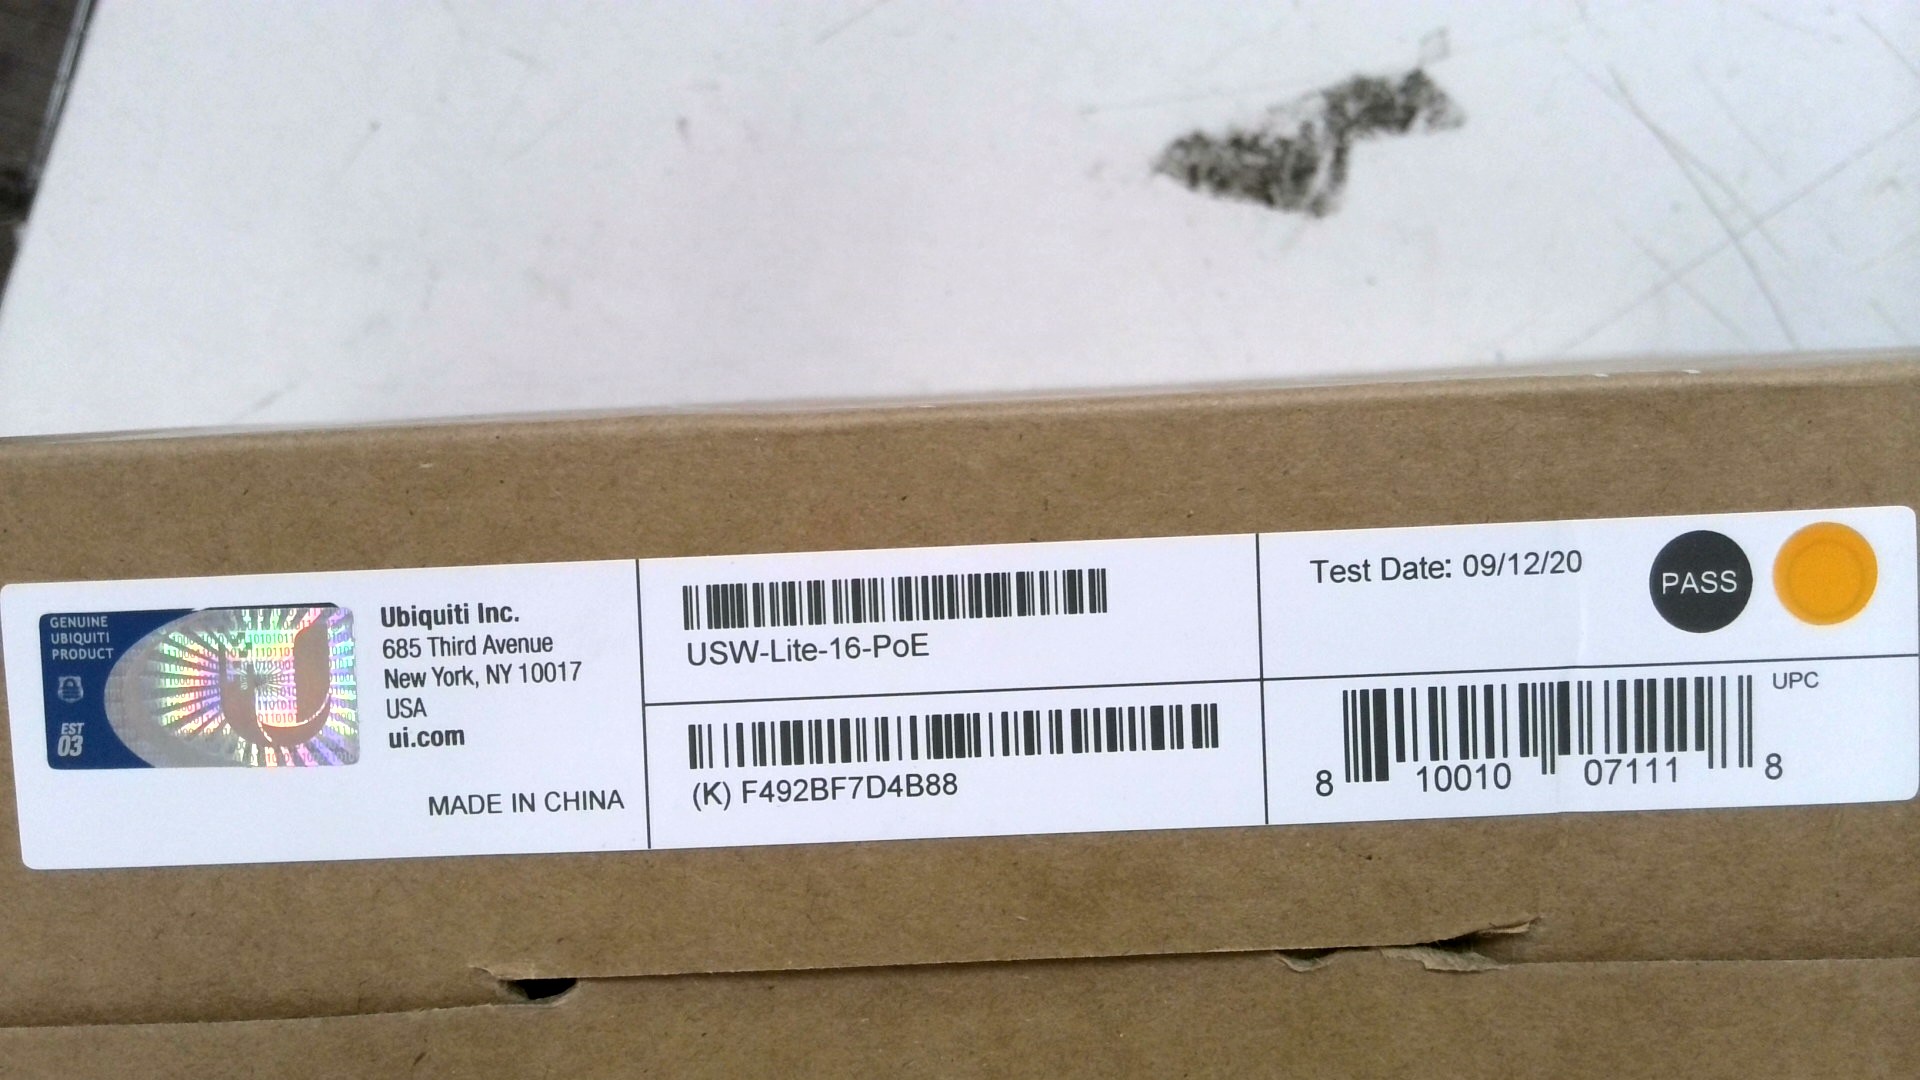 GENUINE
UBIQUITI
PRODUCT
EST
03
Ubiquiti Inc.
685 Third Avenue
New York, NY 10017
USA
ui.com
MADE IN CHINA
USW-Lite-16-PoE
(K) F492BF7D4B88
Test Date: 09/12/20
PASS
UPC
8 10010 07111 8